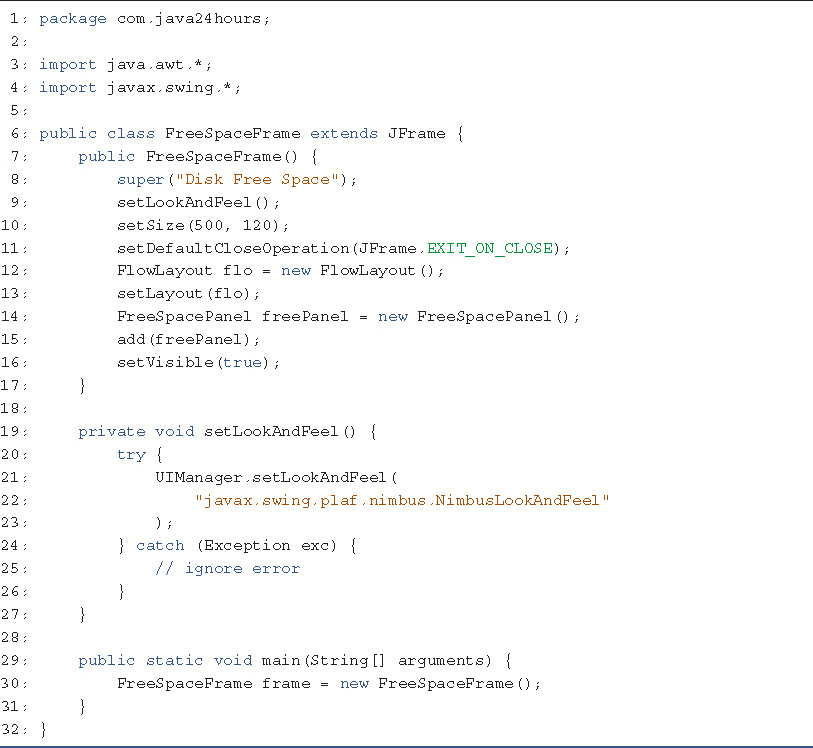 1: package com.java24hours;
2:
3: import java.awt.*;
4: import javax.swing.*;
5:
6: public class FreeSpaceFrame extends JFrame {
7:     public FreeSpaceFrame() {
8:         super("Disk Free Space");
9:         setLookAndFeel();
10:         setSize(500, 120);
11:         setDefaultCloseOperation(JFrame.EXIT_ON_CLOSE);
12:         FlowLayout flo = new FlowLayout();
13:         setLayout(flo);
14:         FreeSpacePanel freePanel = new FreeSpacePanel();
15:         add(freePanel);
16:         setVisible(true);
17:     }
18:
19:     private void setLookAndFeel() {
20:         try {
21:             UIManager.setLookAndFeel(
22:                 "javax.swing.plaf.nimbus.NimbusLookAndFeel"
23:             );
24:         } catch (Exception exc) {
25:             // ignore error
26:         }
27:     }
28:
29:     public static void main(String[] arguments) {
30:         FreeSpaceFrame frame = new FreeSpaceFrame();
31:     }
32: }